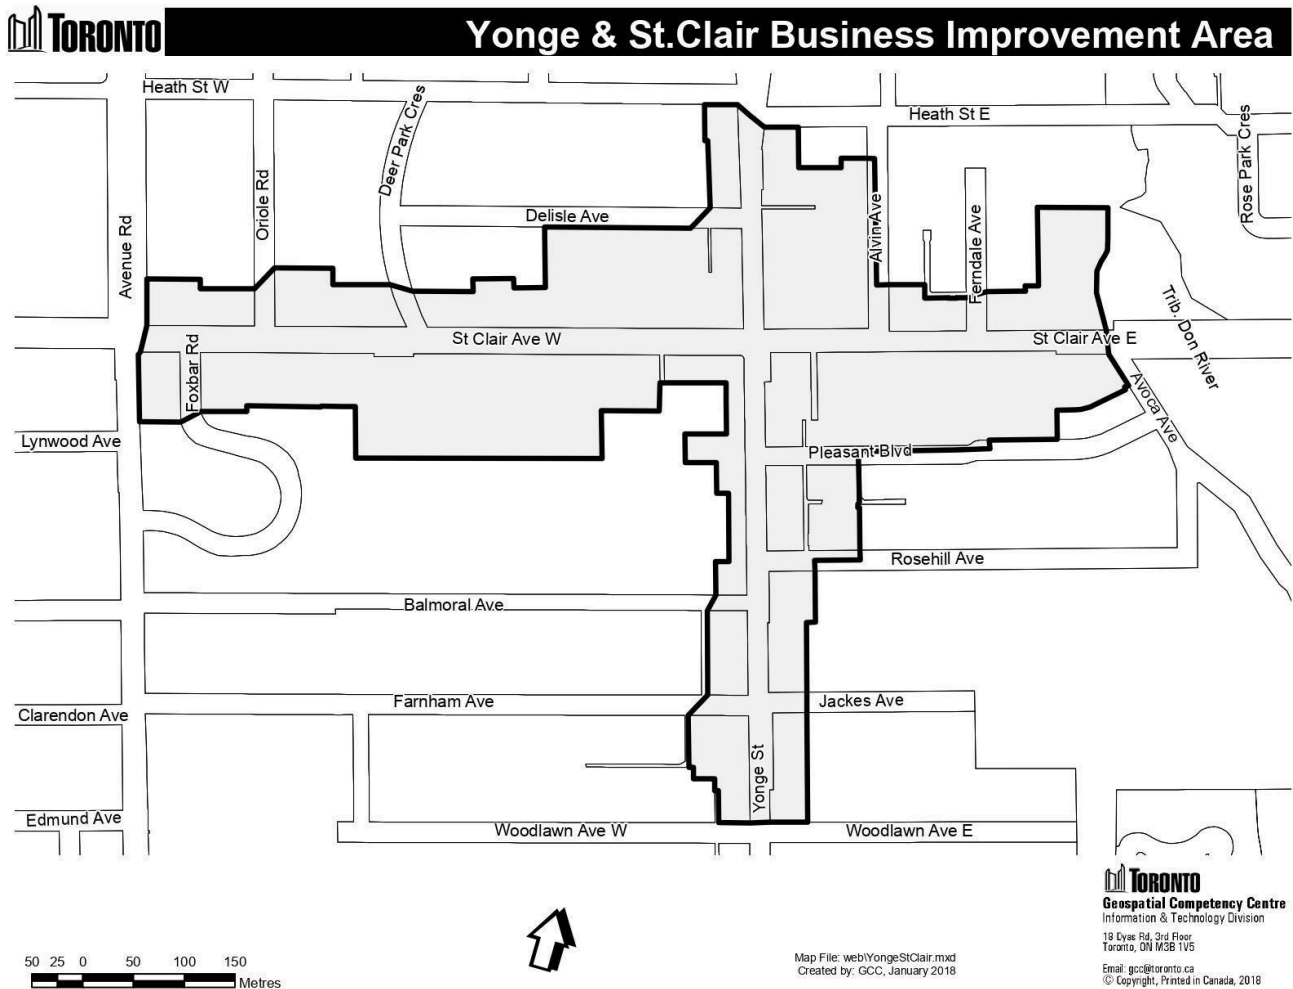 TORONTO
Yonge & St.Clair Business Improvement Area
Heath St W
Heath St E
Deer Park Cres
Rose Park Cres
Oriole Rd
Avenue Rd
Delisle Ave
Alvin Ave
Ferndale Ave
Trib. Don River
St Clair Ave W
St Clair Ave E
Foxbar Rd
Avoca Ave
Lynwood Ave
Pleasant Blvd
Rosehill Ave
Balmoral Ave
Farnham Ave
Jackes Ave
Clarendon Ave
Yonge St
Edmund Ave
Woodlawn Ave W
Woodlawn Ave E
TORONTO
Geospatial Competency Centre
Information & Technology Division
18 Dyas Rd, 3rd Floor
Toronto, ON M3B 1V5
Email: gcc@toronto.ca
© Copyright, Printed in Canada, 2018
Map File: web\YongeStClair.mxd
Created by: GCC, January 2018
50 25 0 50 100 150
Metres